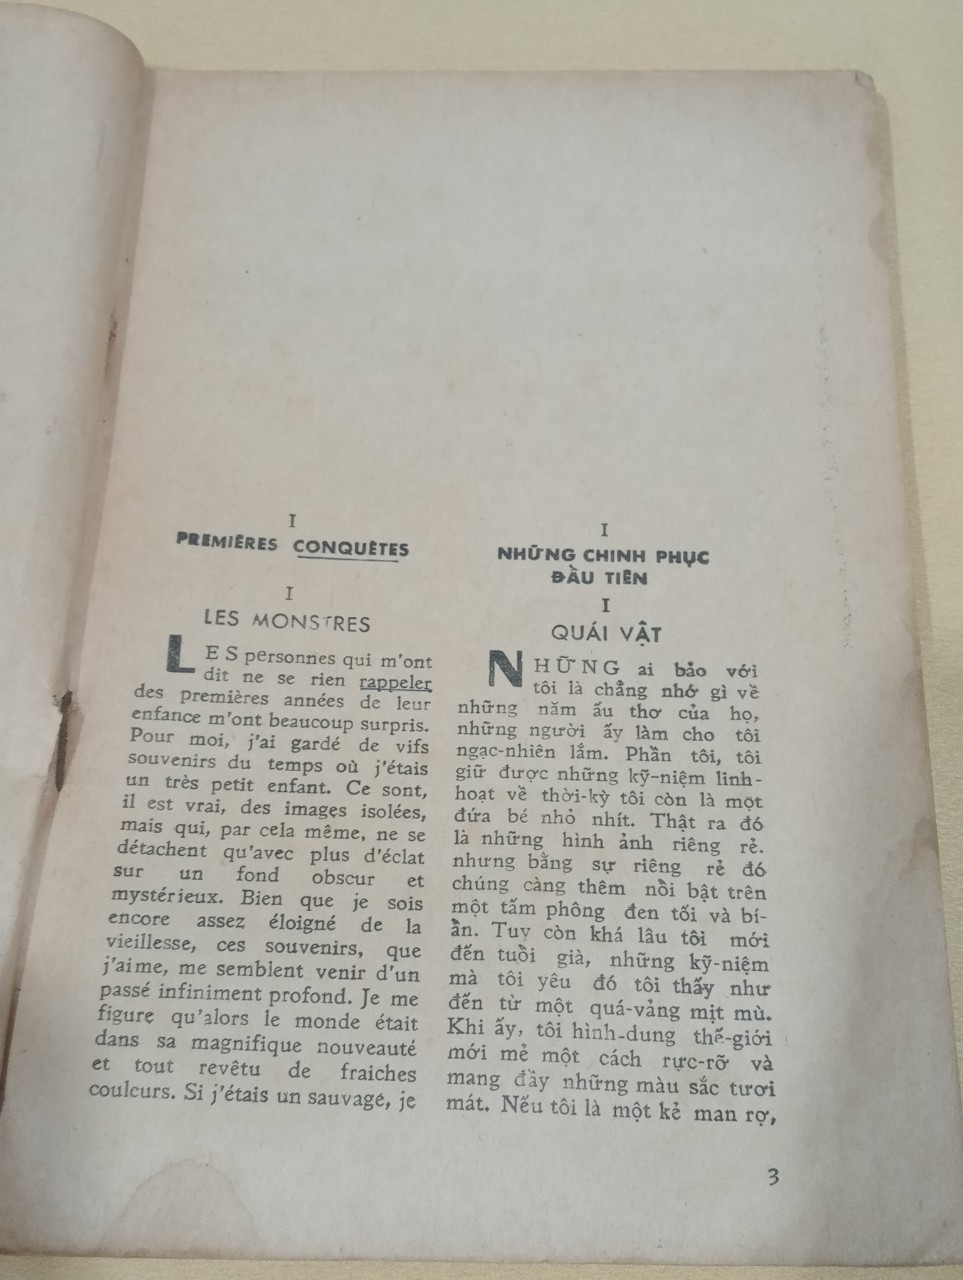 I
PREMIÈRES CONQUÊTES
I
LES MONSTRES
LES personnes qui m'ont
dit ne se rien rappeler
des premières années de leur
enfance m'ont beaucoup surpris.
Pour moi, j'ai gardé de vifs
souvenirs du temps où j'étais
un très petit enfant. Ce sont,
il est vrai, des images isolées,
mais qui, par cela même, ne se
détachent qu'avec plus d'éclat
sur un fond obscur et
mystérieux. Bien que je sois
encore assez éloigné de la
vieillesse, ces souvenirs, que
j'aime, me semblent venir d'un
passé infiniment profond. Je me
figure qu'alors le monde était
dans sa magnifique nouveauté
et tout revêtu de fraiches
couleurs. Si j'étais un sauvage, je
I
NHỮNG CHINH PHỤC
ĐẦU TIÊN
I
QUÁI VẬT
NHỮNG ai bảo với
tôi là chẳng nhớ gì về
những năm ấu thơ của họ,
những người ấy làm cho tôi
ngạc-nhiên lắm. Phần tôi, tôi
giữ được những kỹ-niệm linh-
hoạt về thời-kỳ tôi còn là một
đứa bé nhỏ nhít. Thật ra đó
là những hình ảnh riêng rẻ.
nhưng bằng sự riêng rẻ đó
chúng càng thêm nồi bật trên
một tấm phông đen tối và bí-
ần. Tuy còn khá lâu tôi mới
đến tuồi già, những kỹ-niệm
mà tôi yêu đó tôi thấy như
đến từ một quá-vảng mịt mù.
Khi ấy, tôi hình-dung thế-giới
mới mẻ một cách rực-rỡ và
mang đầy những màu sắc tươi
mát. Nếu tôi là một kẻ man rợ,
3